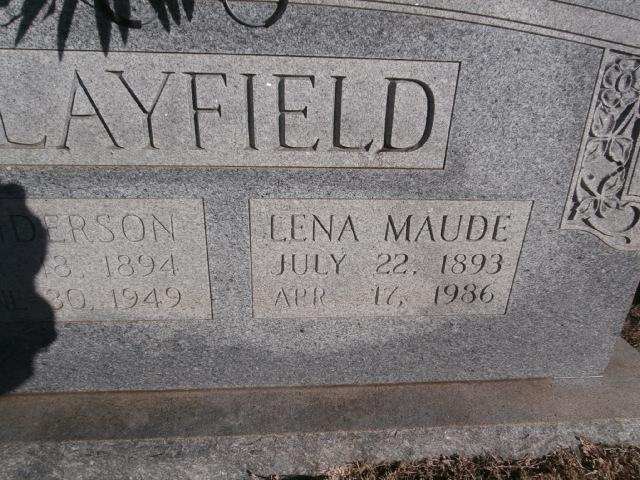 LAYFIELD
DERSON
18, 1894
30, 1949
LENA MAUDE
JULY 22, 1893
APR 17, 1986